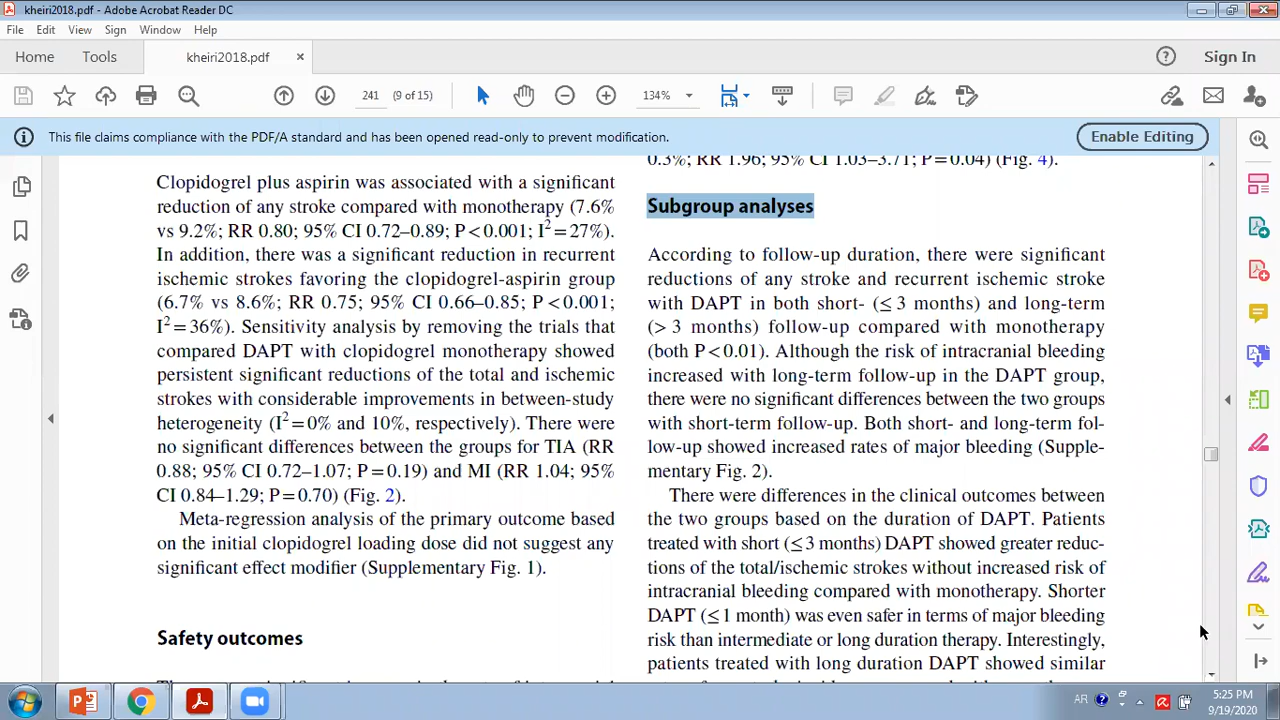 kheiri2018.pdf - Adobe Acrobat Reader DC
File Edit View Sign Window Help
Home Tools kheiri2018.pdf × ? Sign In
241 (9 of 15) 134%
This file claims compliance with the PDF/A standard and has been opened read-only to prevent modification. Enable Editing
Clopidogrel plus aspirin was associated with a significant
reduction of any stroke compared with monotherapy (7.6%
vs 9.2%; RR 0.80; 95% CI 0.72–0.89; P < 0.001; I² = 27%).
In addition, there was a significant reduction in recurrent
ischemic strokes favoring the clopidogrel-aspirin group
(6.7% vs 8.6%; RR 0.75; 95% CI 0.66–0.85; P < 0.001;
I² = 36%). Sensitivity analysis by removing the trials that
compared DAPT with clopidogrel monotherapy showed
persistent significant reductions of the total and ischemic
strokes with considerable improvements in between-study
heterogeneity (I² = 0% and 10%, respectively). There were
no significant differences between the groups for TIA (RR
0.88; 95% CI 0.72–1.07; P = 0.19) and MI (RR 1.04; 95%
CI 0.84–1.29; P = 0.70) (Fig. 2).
Meta-regression analysis of the primary outcome based
on the initial clopidogrel loading dose did not suggest any
significant effect modifier (Supplementary Fig. 1).
Safety outcomes
0.3%; RR 1.96; 95% CI 1.03–3.71; P = 0.04) (Fig. 4).
Subgroup analyses
According to follow-up duration, there were significant
reductions of any stroke and recurrent ischemic stroke
with DAPT in both short- (≤ 3 months) and long-term
(> 3 months) follow-up compared with monotherapy
(both P < 0.01). Although the risk of intracranial bleeding
increased with long-term follow-up in the DAPT group,
there were no significant differences between the two groups
with short-term follow-up. Both short- and long-term fol-
low-up showed increased rates of major bleeding (Supple-
mentary Fig. 2).
There were differences in the clinical outcomes between
the two groups based on the duration of DAPT. Patients
treated with short (≤ 3 months) DAPT showed greater reduc-
tions of the total/ischemic strokes without increased risk of
intracranial bleeding compared with monotherapy. Shorter
DAPT (≤ 1 month) was even safer in terms of major bleeding
risk than intermediate or long duration therapy. Interestingly,
patients treated with long duration DAPT showed similar
AR
5:25 PM
9/19/2020